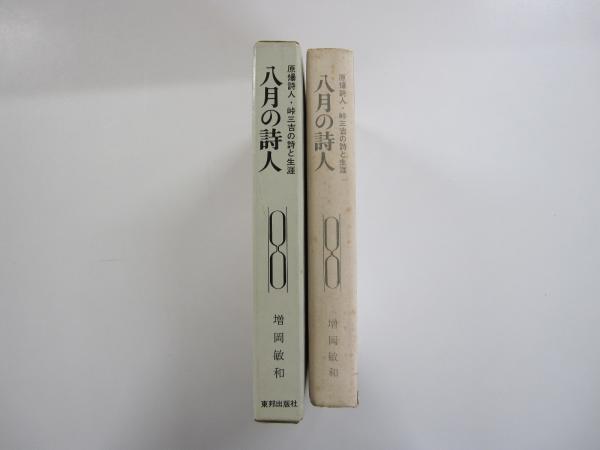 原爆詩人・峠三吉の詩と生涯
八月の詩人
増岡敏和
東邦出版社
原爆詩人・峠三吉の詩と生涯
八月の詩人
増岡敏和